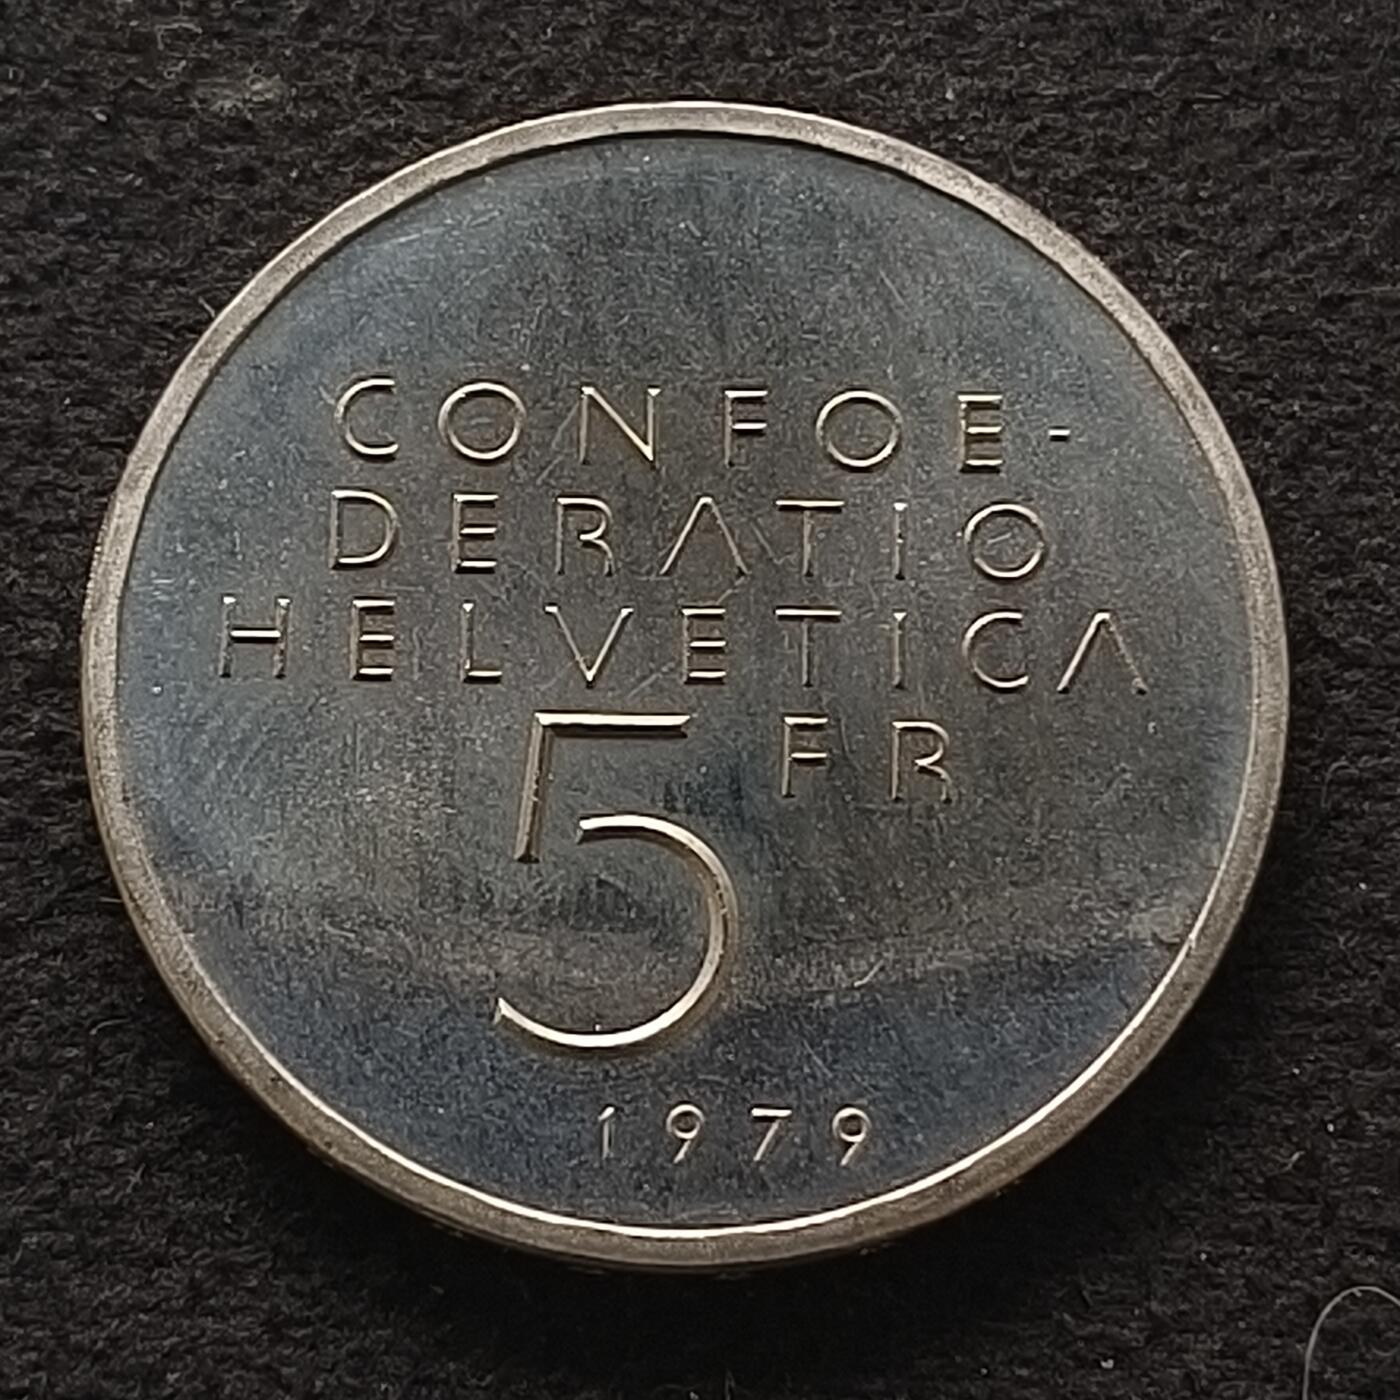 CONFOE-
DERATIO
HELVETICA
5 FR
1979